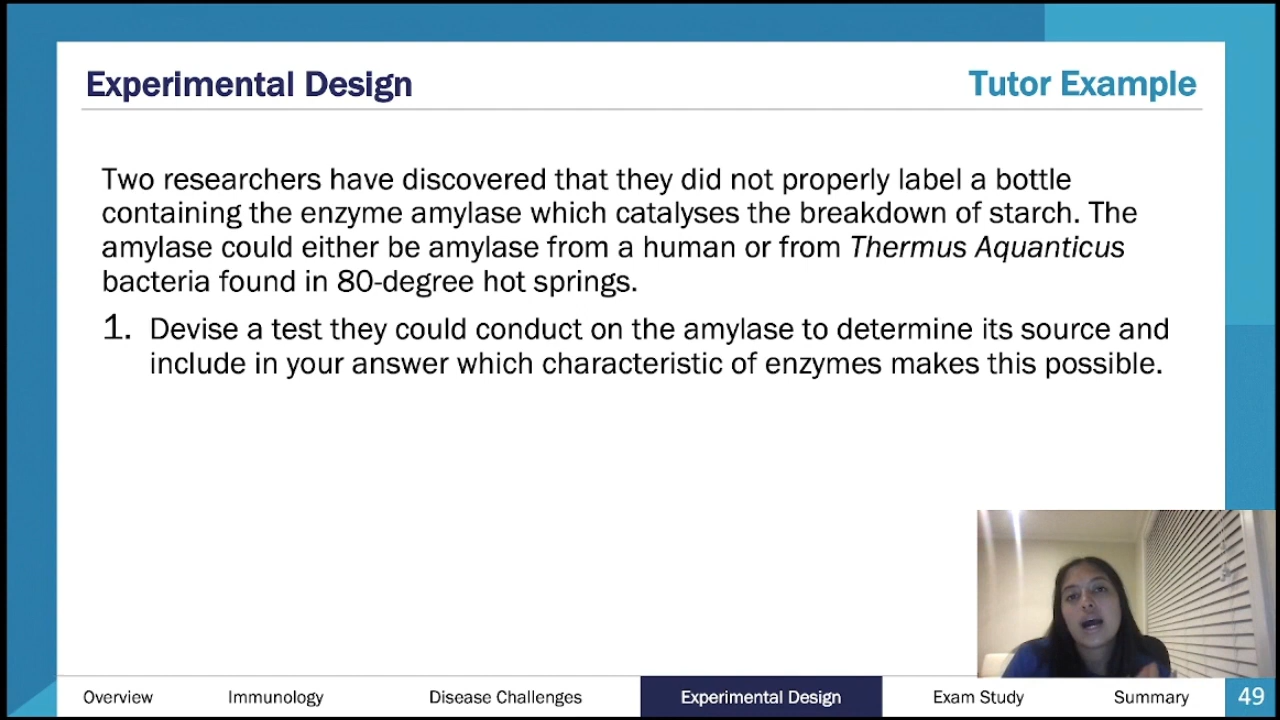 Experimental Design
Tutor Example
Two researchers have discovered that they did not properly label a bottle
containing the enzyme amylase which catalyses the breakdown of starch. The
amylase could either be amylase from a human or from Thermus Aquanticus
bacteria found in 80-degree hot springs.
1. Devise a test they could conduct on the amylase to determine its source and
include in your answer which characteristic of enzymes makes this possible.
Overview
Immunology
Disease Challenges
Experimental Design
Exam Study
Summary
49